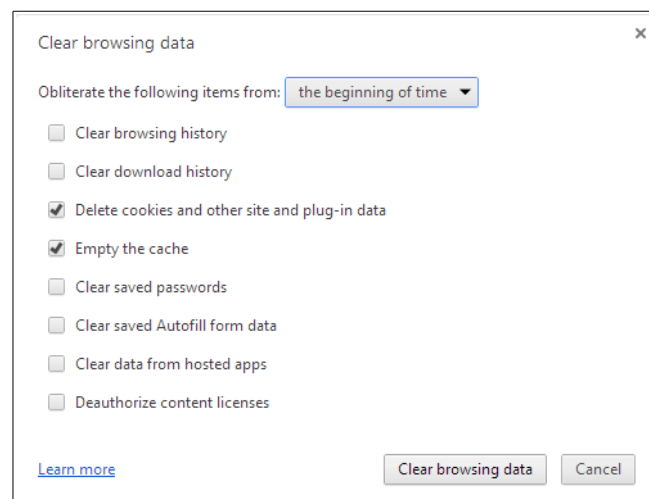 Clear browsing data
Obliterate the following items from: the beginning of time
Clear browsing history
Clear download history
Delete cookies and other site and plug-in data
Empty the cache
Clear saved passwords
Clear saved Autofill form data
Clear data from hosted apps
Deauthorize content licenses
Learn more Clear browsing data Cancel